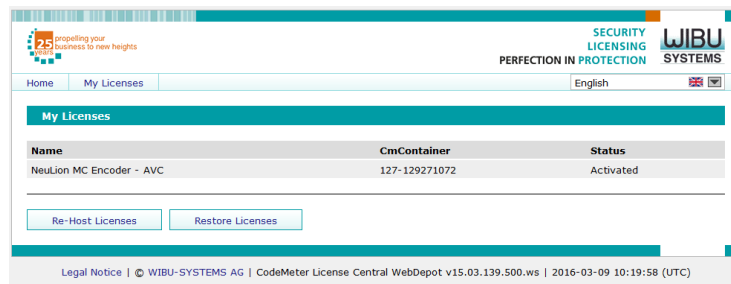 25 years
propelling your
business to new heights
SECURITY
LICENSING
PERFECTION IN PROTECTION
WIBU
SYSTEMS
Home My Licenses English
My Licenses
Name CmContainer Status
NeuLion MC Encoder - AVC 127-129271072 Activated
Re-Host Licenses Restore Licenses
Legal Notice | © WIBU-SYSTEMS AG | CodeMeter License Central WebDepot v15.03.139.500.ws | 2016-03-09 10:19:58 (UTC)